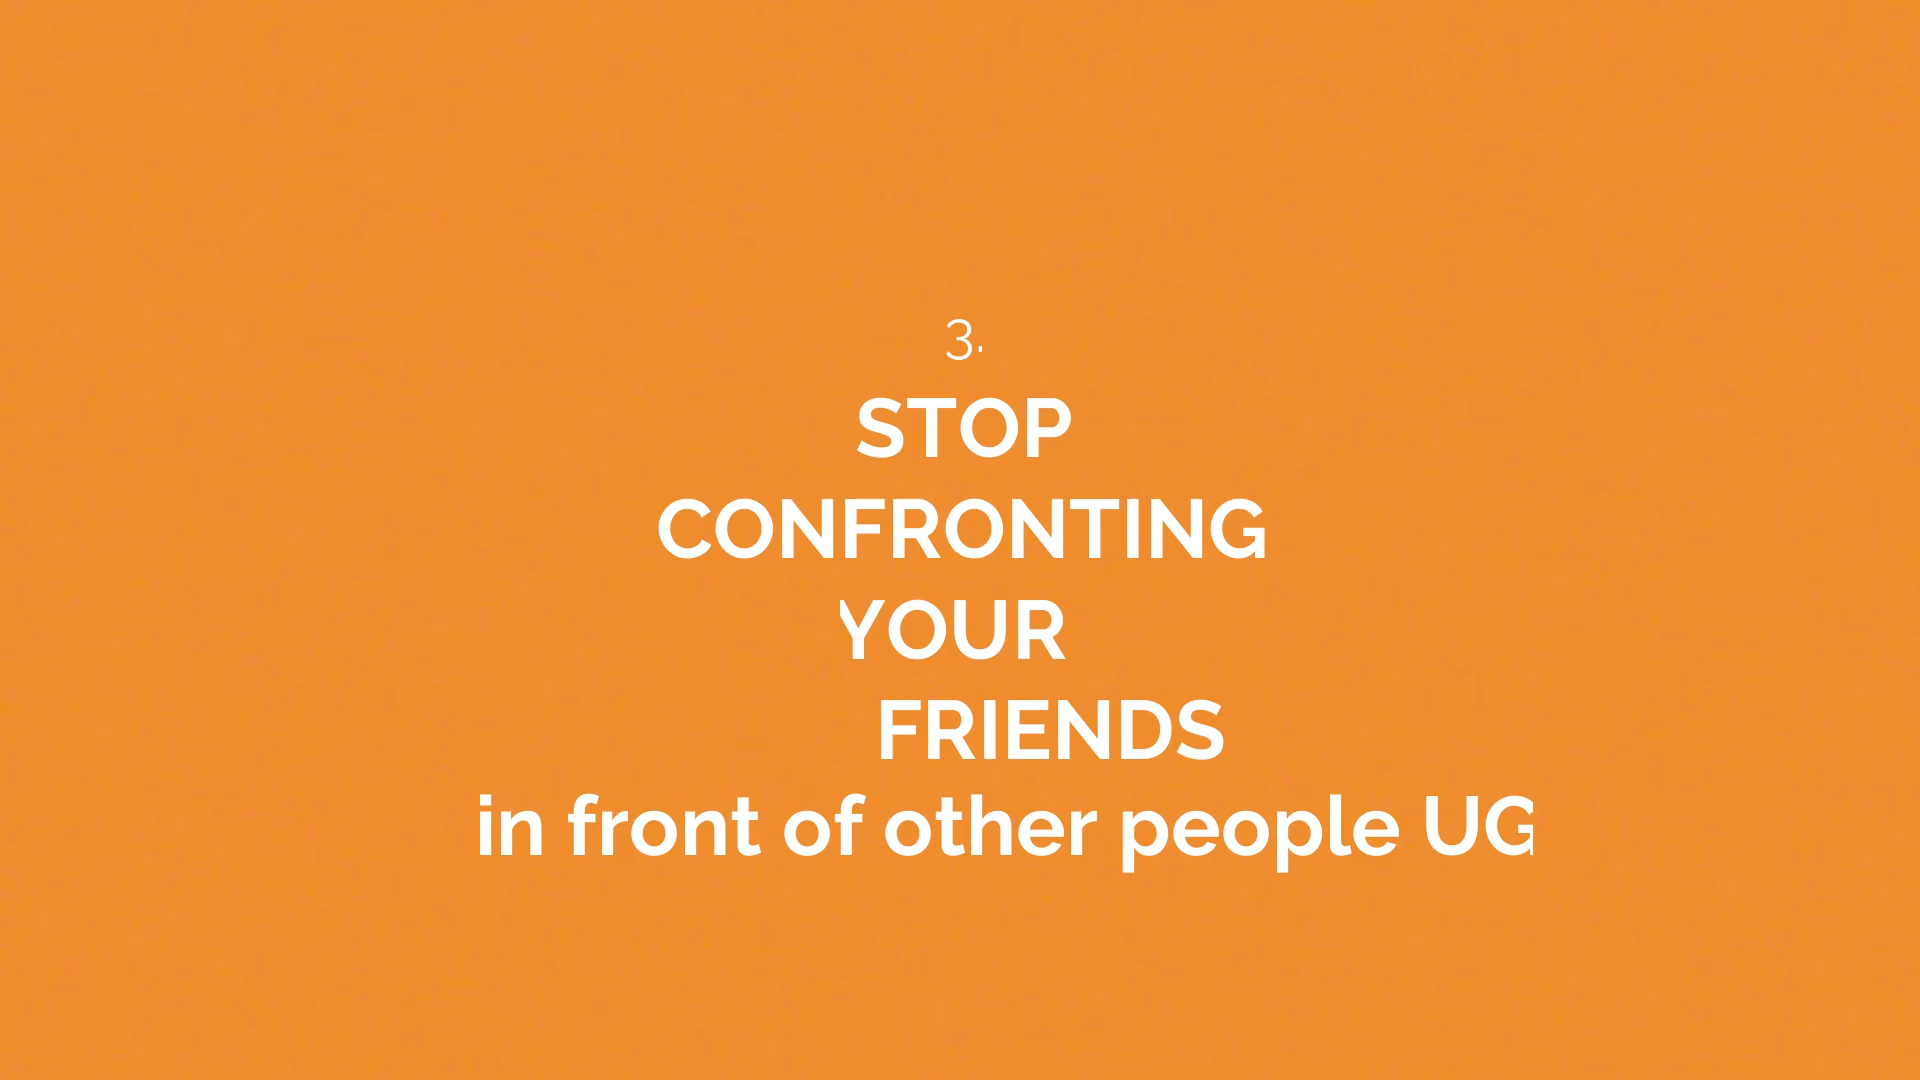 3.
STOP
CONFRONTING
YOUR
FRIENDS
in front of other people UG